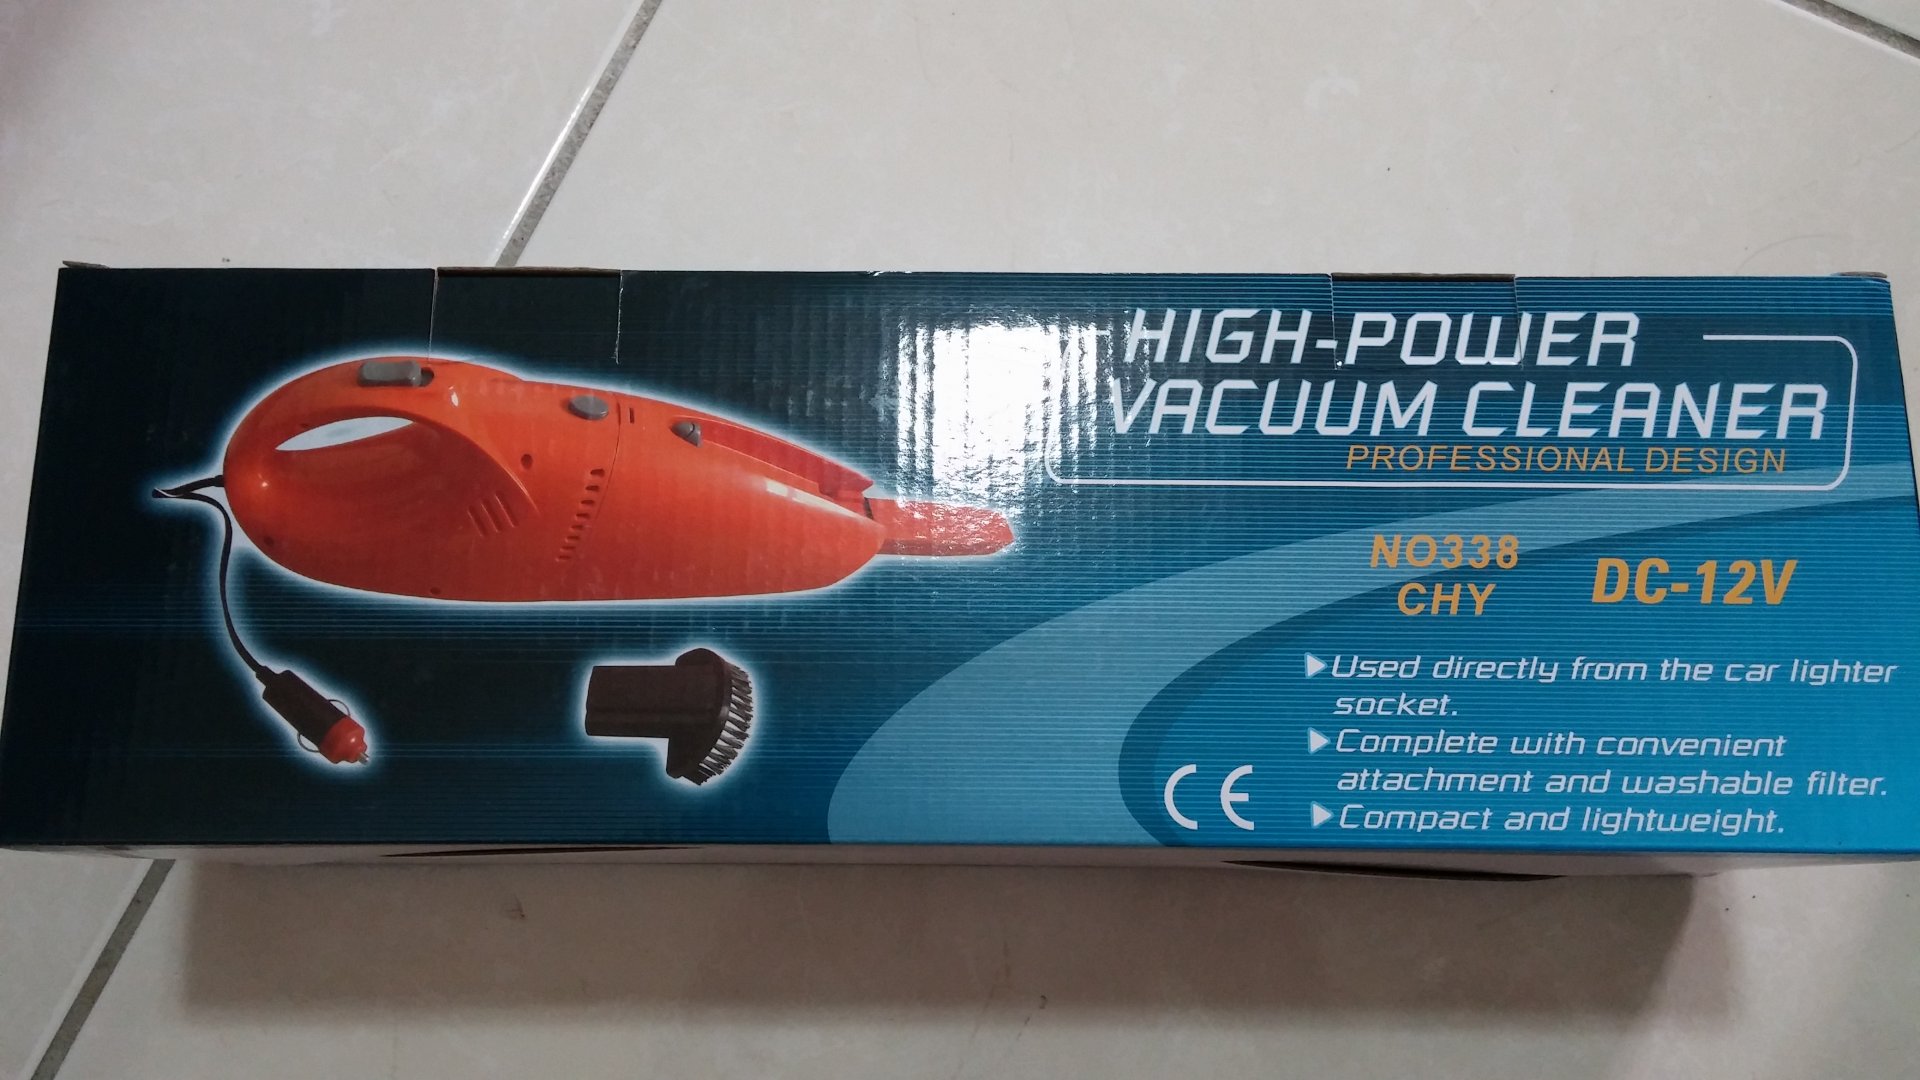 HIGH-POWER
VACUUM CLEANER
PROFESSIONAL DESIGN
NO338
CHY
DC-12V
Used directly from the car lighter
socket.
Complete with convenient
attachment and washable filter.
Compact and lightweight.
CE